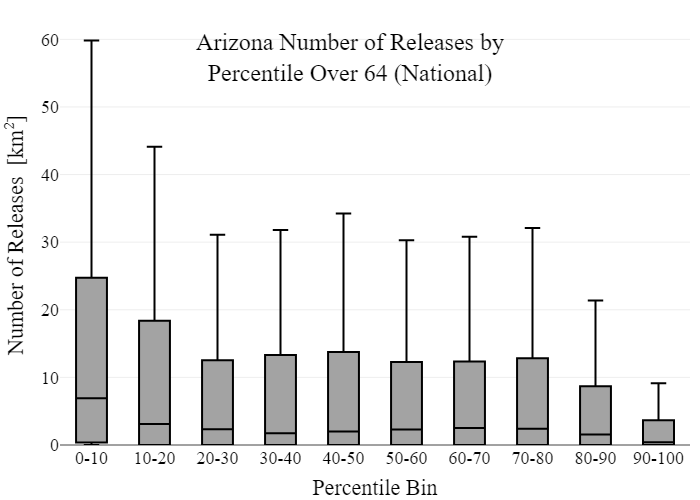 Arizona Number of Releases by
Percentile Over 64 (National)
Number of Releases [km²]
60
50
40
30
20
10
0
0-10 10-20 20-30 30-40 40-50 50-60 60-70 70-80 80-90 90-100
Percentile Bin